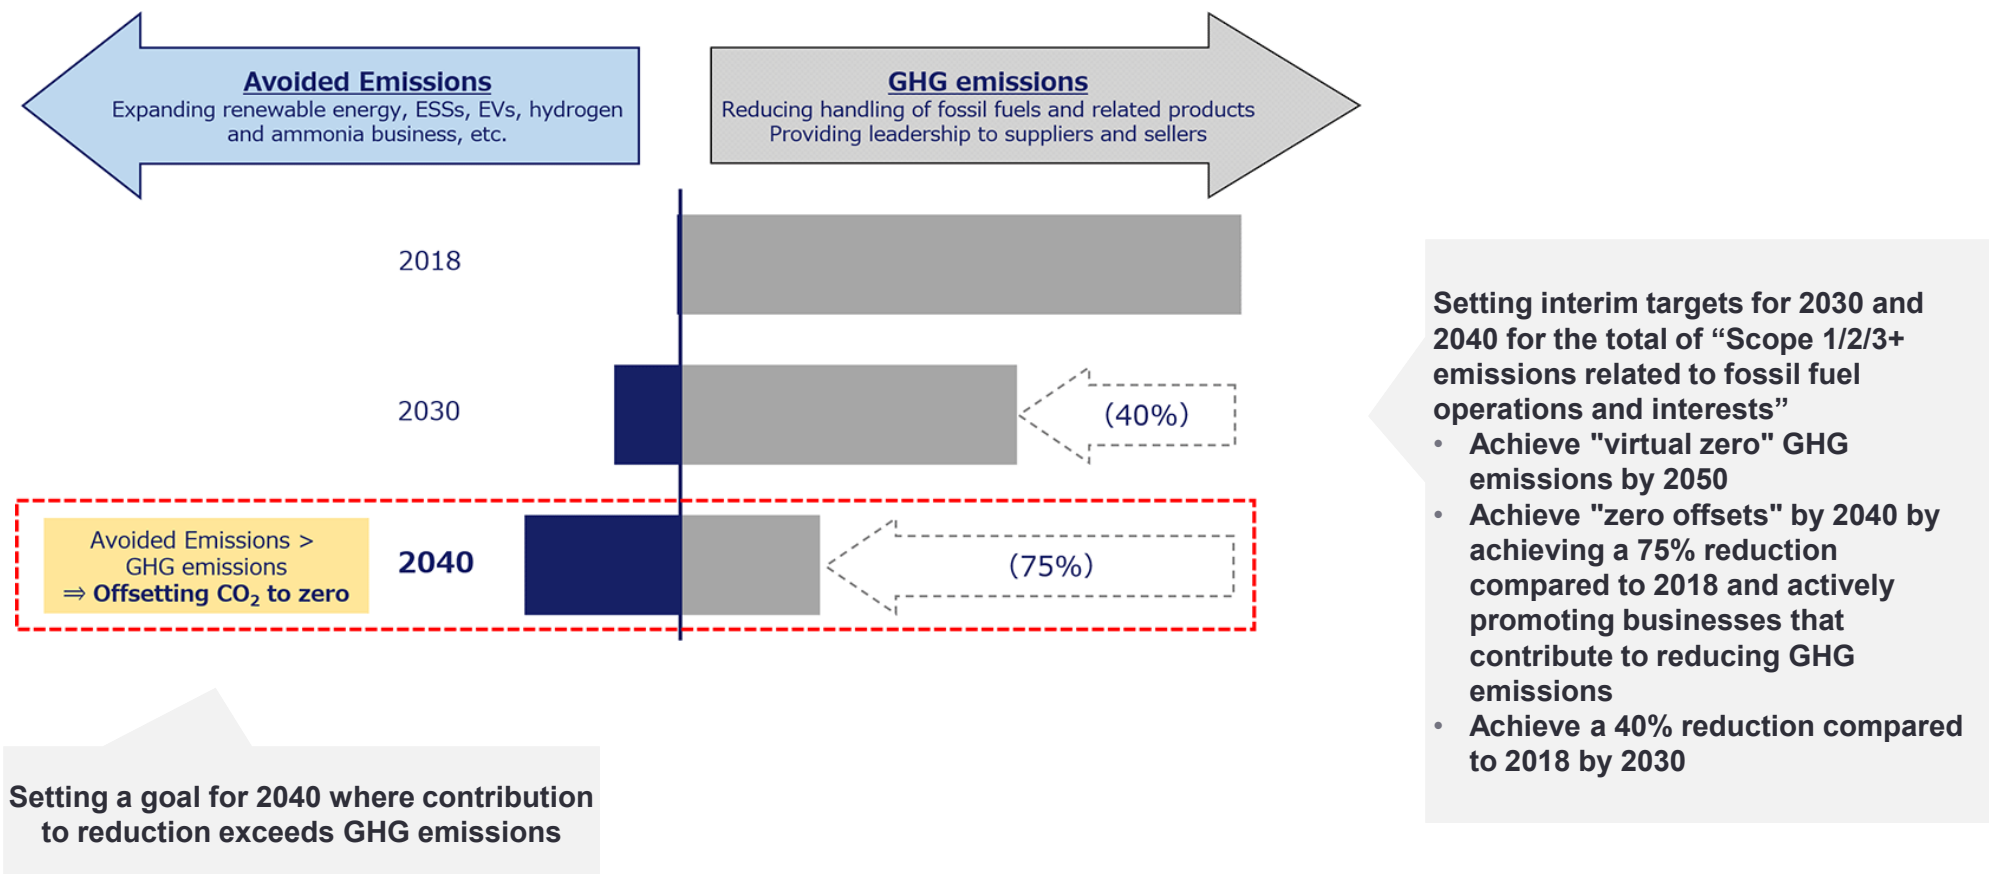 Avoided Emissions
Expanding renewable energy, ESSs, EVs, hydrogen
and ammonia business, etc.
GHG emissions
Reducing handling of fossil fuels and related products
Providing leadership to suppliers and sellers
2018
2030
(40%)
Avoided Emissions >
GHG emissions
⇒ Offsetting CO₂ to zero
2040
(75%)
Setting interim targets for 2030 and
2040 for the total of “Scope 1/2/3+
emissions related to fossil fuel
operations and interests”
• Achieve "virtual zero" GHG
emissions by 2050
• Achieve "zero offsets" by 2040 by
achieving a 75% reduction
compared to 2018 and actively
promoting businesses that
contribute to reducing GHG
emissions
• Achieve a 40% reduction compared
to 2018 by 2030
Setting a goal for 2040 where contribution
to reduction exceeds GHG emissions